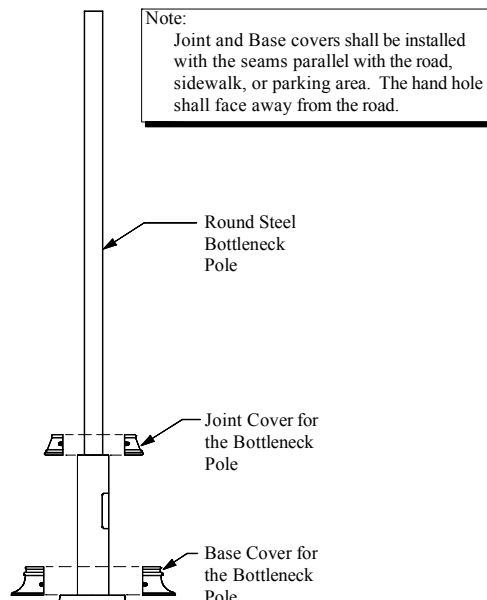 Note:
Joint and Base covers shall be installed
with the seams parallel with the road,
sidewalk, or parking area. The hand hole
shall face away from the road.
Round Steel
Bottleneck
Pole
Joint Cover for
the Bottleneck
Pole
Base Cover for
the Bottleneck
Pole